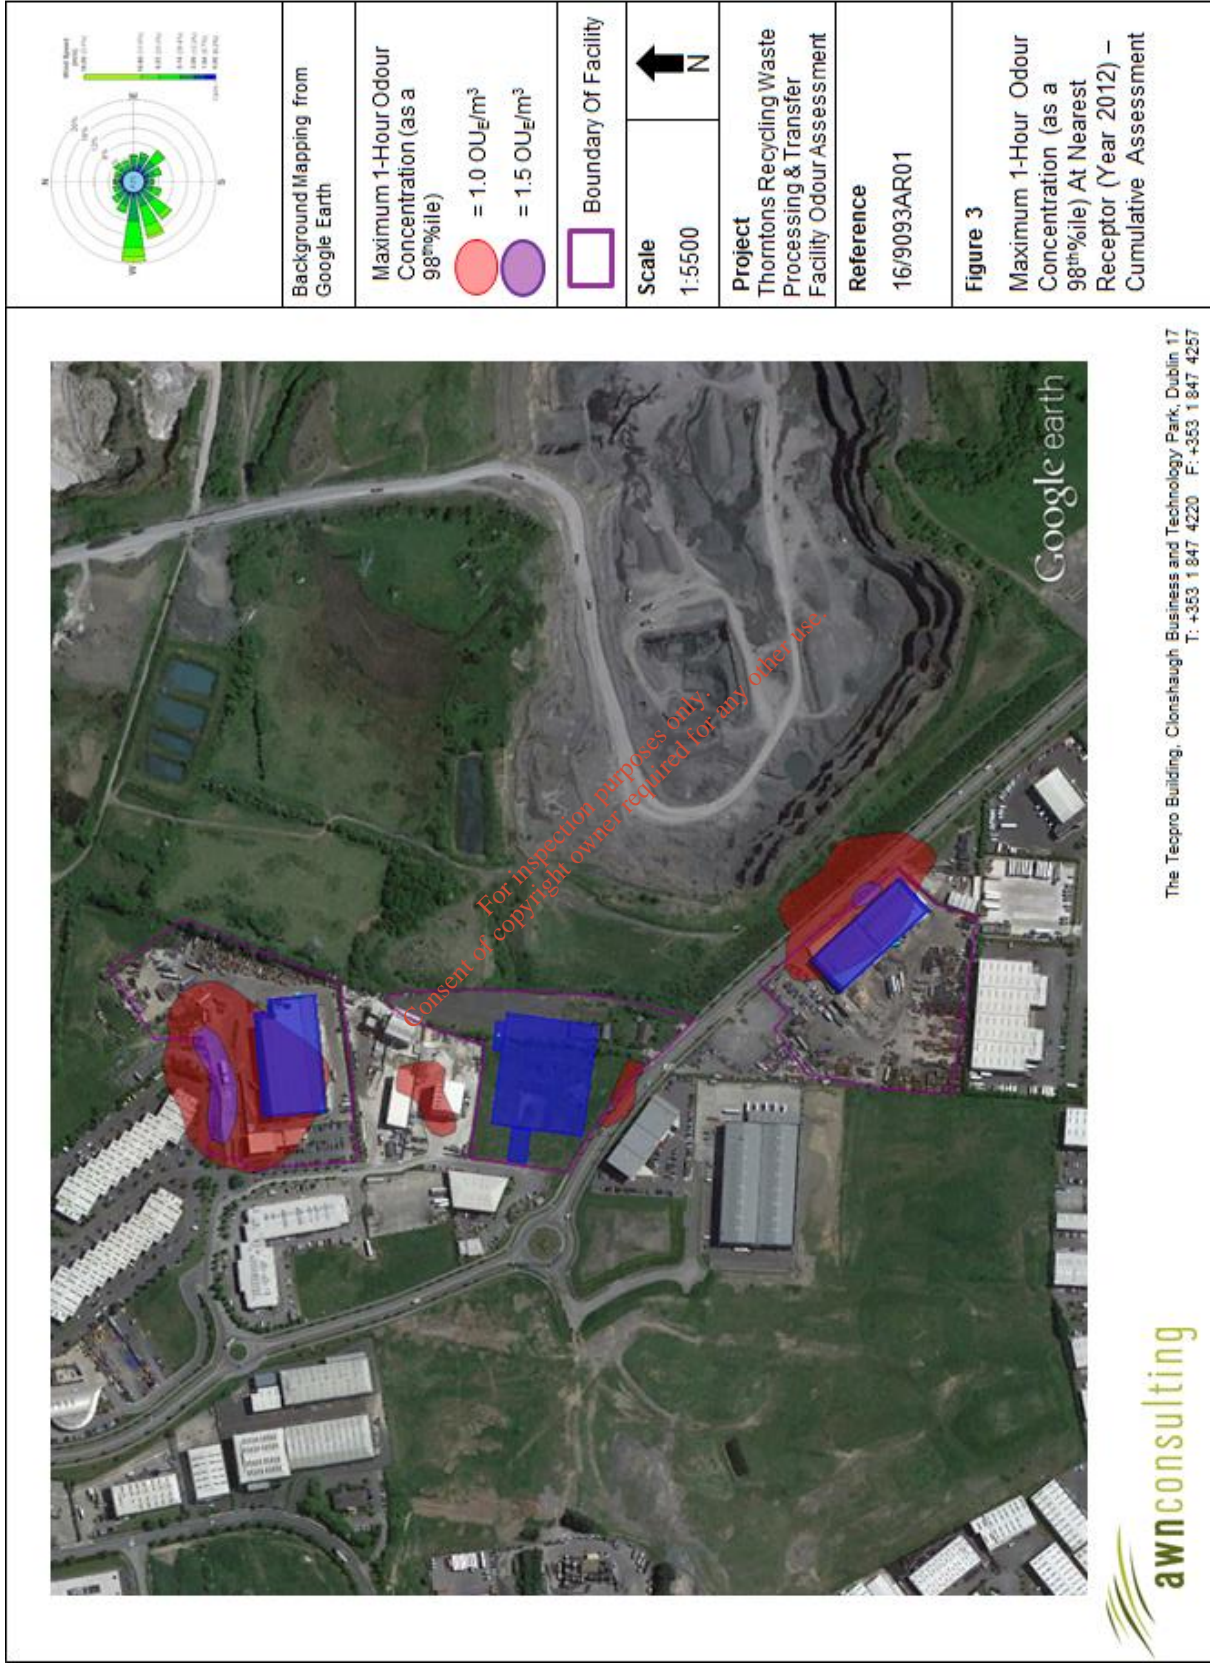 N
W
S
Wind Speed
Background Mapping from
Google Earth
Maximum 1-Hour Odour
Concentration (as a
98th%ile)
= 1.0 OUE/m³
= 1.5 OUE/m³
Boundary Of Facility
Scale
1:5500
N
Project
Thorntons Recycling Waste
Processing & Transfer
Facility Odour Assessment
Reference
16/9093AR01
Figure 3
Maximum 1-Hour Odour
Concentration (as a
98th%ile) At Nearest
Receptor (Year 2012) –
Cumulative Assessment
For inspection purposes only.
Consent of copyright owner required for any other use.
Google earth
awnconsulting
The Tecpro Building, Clonshaugh Business and Technology Park, Dublin 17
T: +353 1 847 4220 F: +353 1 847 4257